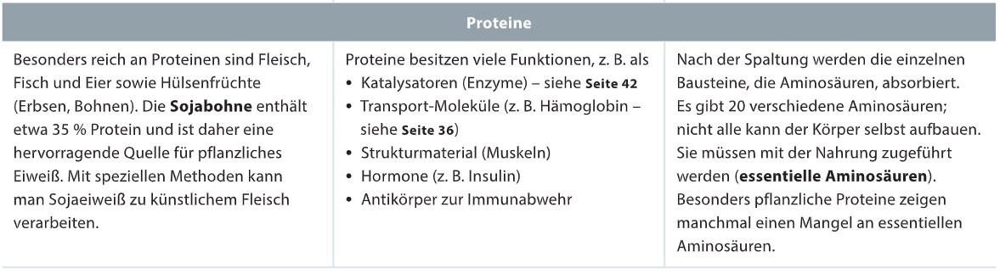 Proteine
Besonders reich an Proteinen sind Fleisch,
Fisch und Eier sowie Hülsenfrüchte
(Erbsen, Bohnen). Die Sojabohne enthält
etwa 35 % Protein und ist daher eine
hervorragende Quelle für pflanzliches
Eiweiß. Mit speziellen Methoden kann
man Sojaeiweiß zu künstlichem Fleisch
verarbeiten.
Proteine besitzen viele Funktionen, z. B. als
• Katalysatoren (Enzyme) – siehe Seite 42
• Transport-Moleküle (z. B. Hämoglobin –
siehe Seite 36)
• Strukturmaterial (Muskeln)
• Hormone (z. B. Insulin)
• Antikörper zur Immunabwehr
Nach der Spaltung werden die einzelnen
Bausteine, die Aminosäuren, absorbiert.
Es gibt 20 verschiedene Aminosäuren;
nicht alle kann der Körper selbst aufbauen.
Sie müssen mit der Nahrung zugeführt
werden (essentielle Aminosäuren).
Besonders pflanzliche Proteine zeigen
manchmal einen Mangel an essentiellen
Aminosäuren.